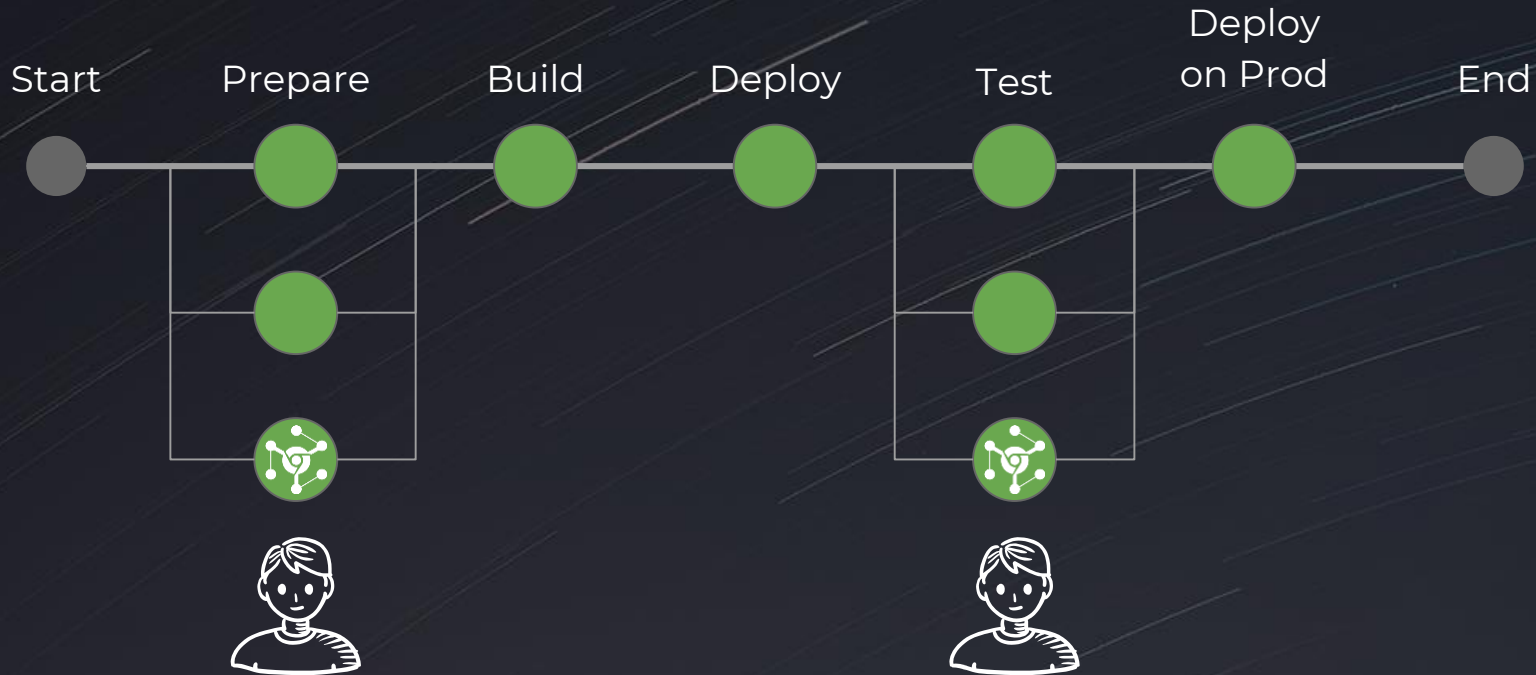 Start
Prepare
Build
Deploy
Test
Deploy
on Prod
End